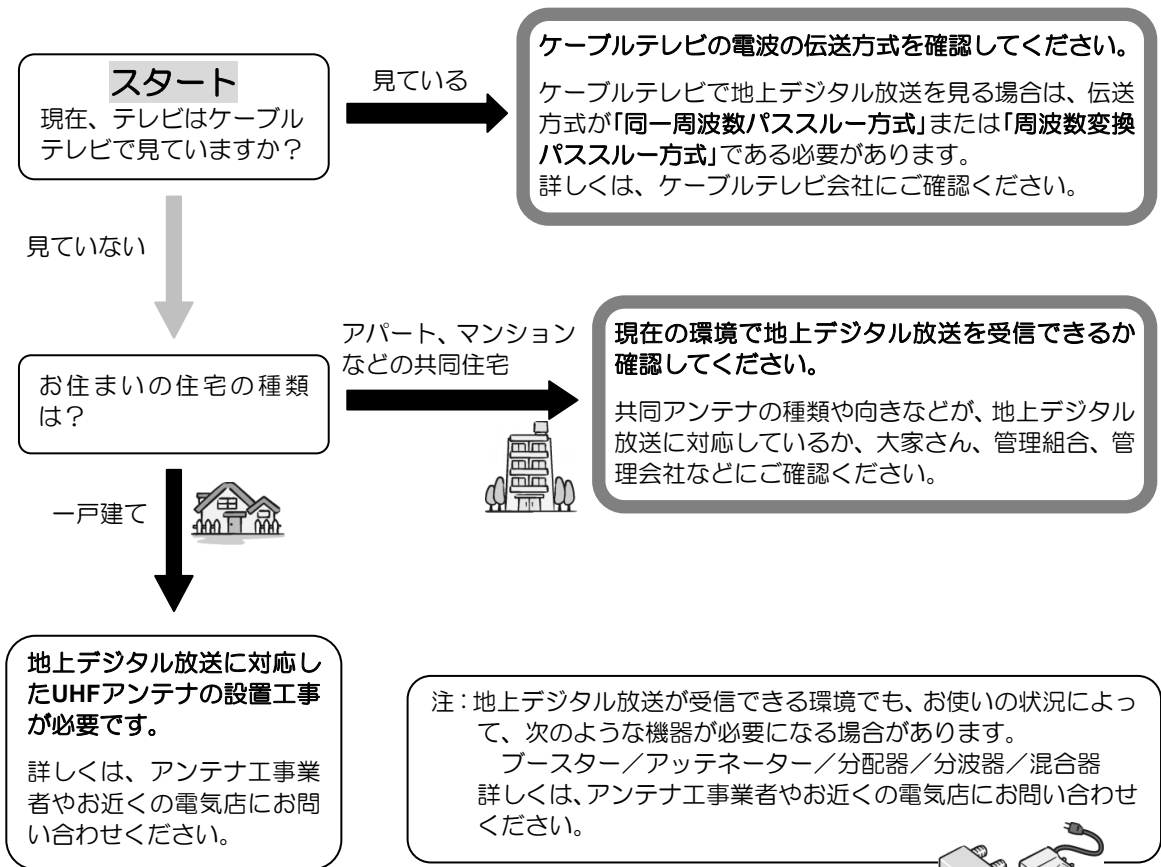 スタート
現在、テレビはケーブル
テレビで見ていますか?
見ている
ケーブルテレビの電波の伝送方式を確認してください。
ケーブルテレビで地上デジタル放送を見る場合は、伝送
方式が「同一周波数パススルー方式」または「周波数変換
パススルー方式」である必要があります。
詳しくは、ケーブルテレビ会社にご確認ください。
見ていない
お住まいの住宅の種類
は?
アパート、マンション
などの共同住宅
現在の環境で地上デジタル放送を受信できるか
確認してください。
共同アンテナの種類や向きなどが、地上デジタル
放送に対応しているか、大家さん、管理組合、管
理会社などにご確認ください。
一戸建て
地上デジタル放送に対応し
たUHFアンテナの設置工事
が必要です。
詳しくは、アンテナ工事業
者やお近くの電気店にお問
い合わせください。
注:地上デジタル放送が受信できる環境でも、お使いの状況によっ
て、次のような機器が必要になる場合があります。
ブースター/アッテネーター/分配器/分波器/混合器
詳しくは、アンテナ工事業者やお近くの電気店にお問い合わせ
ください。